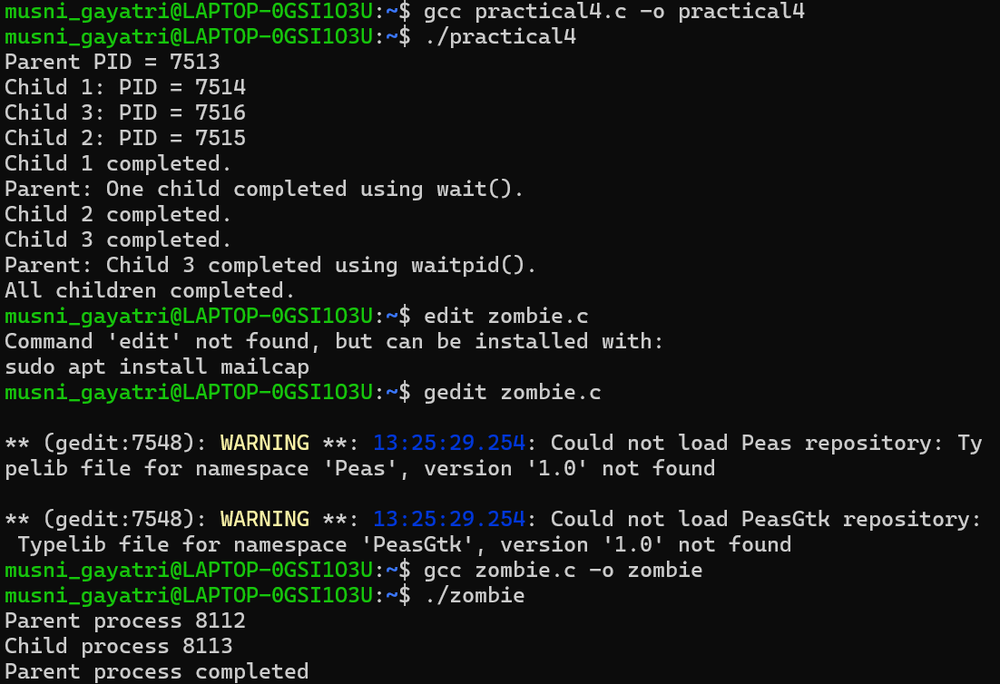 musni_gayatri@LAPTOP-0GSI1O3U:~$ gcc practical4.c -o practical4
musni_gayatri@LAPTOP-0GSI1O3U:~$ ./practical4
Parent PID = 7513
Child 1: PID = 7514
Child 3: PID = 7516
Child 2: PID = 7515
Child 1 completed.
Parent: One child completed using wait().
Child 2 completed.
Child 3 completed.
Parent: Child 3 completed using waitpid().
All children completed.
musni_gayatri@LAPTOP-0GSI1O3U:~$ edit zombie.c
Command 'edit' not found, but can be installed with:
sudo apt install mailcap
musni_gayatri@LAPTOP-0GSI1O3U:~$ gedit zombie.c

** (gedit:7548): WARNING **: 13:25:29.254: Could not load Peas repository: Ty
pelib file for namespace 'Peas', version '1.0' not found

** (gedit:7548): WARNING **: 13:25:29.254: Could not load PeasGtk repository:
 Typelib file for namespace 'PeasGtk', version '1.0' not found
musni_gayatri@LAPTOP-0GSI1O3U:~$ gcc zombie.c -o zombie
musni_gayatri@LAPTOP-0GSI1O3U:~$ ./zombie
Parent process 8112
Child process 8113
Parent process completed